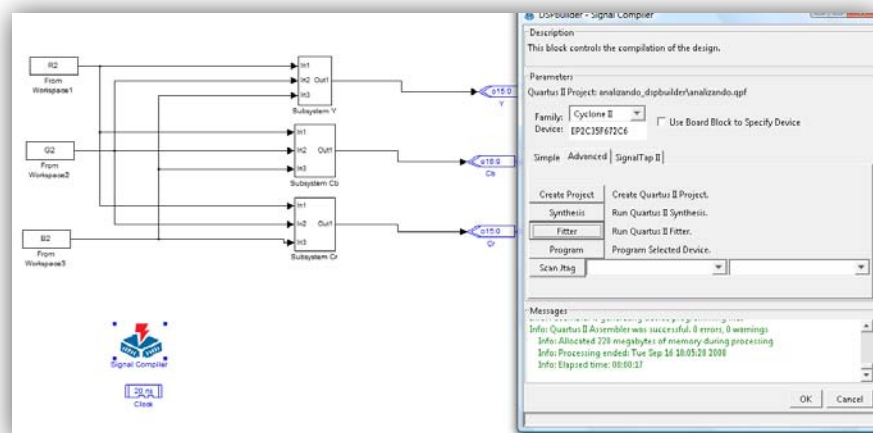 R2
From
Workspace1
G2
From
Workspace2
B2
From
Workspace3
In1
In2 Out1
In3
Subsystem Y
In1
In2 Out1
In3
Subsystem Cb
In1
In2 Out1
In3
Subsystem Cr
o15:0
Y
o18:0
Cb
o15:0
Cr
Signal Compiler
20 ns
Clock
DSPBuilder - Signal Compiler
Description
This block controls the compilation of the design.
Parameters
Quartus II Project: analizando_dspbuilder\analizando.qpf
Family: Cyclone II
Use Board Block to Specify Device
Device: EP2C35F672C6
Simple Advanced SignalTap II
Create Project Create Quartus II Project.
Synthesis Run Quartus II Synthesis.
Fitter Run Quartus II Fitter.
Program Program Selected Device.
Scan Jtag
Messages
Info: Quartus II Assembler was successful. 0 errors, 0 warnings
Info: Allocated 220 megabytes of memory during processing
Info: Processing ended: Tue Sep 16 18:05:20 2008
Info: Elapsed time: 00:00:17
OK Cancel